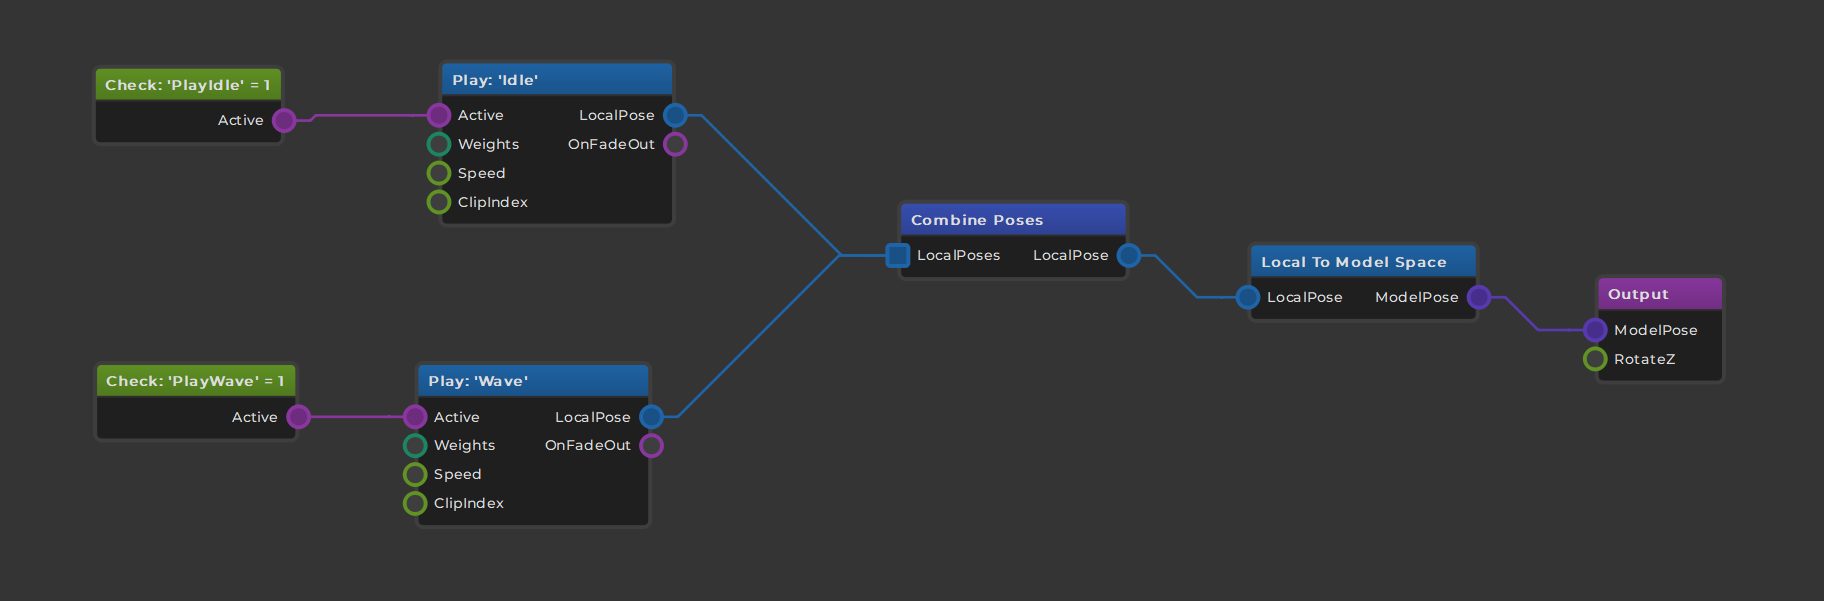 Check: 'PlayIdle' = 1
Active
Play: 'Idle'
Active LocalPose
Weights OnFadeOut
Speed
ClipIndex
Combine Poses
LocalPoses LocalPose
Local To Model Space
LocalPose ModelPose
Output
ModelPose
RotateZ
Check: 'PlayWave' = 1
Active
Play: 'Wave'
Active LocalPose
Weights OnFadeOut
Speed
ClipIndex